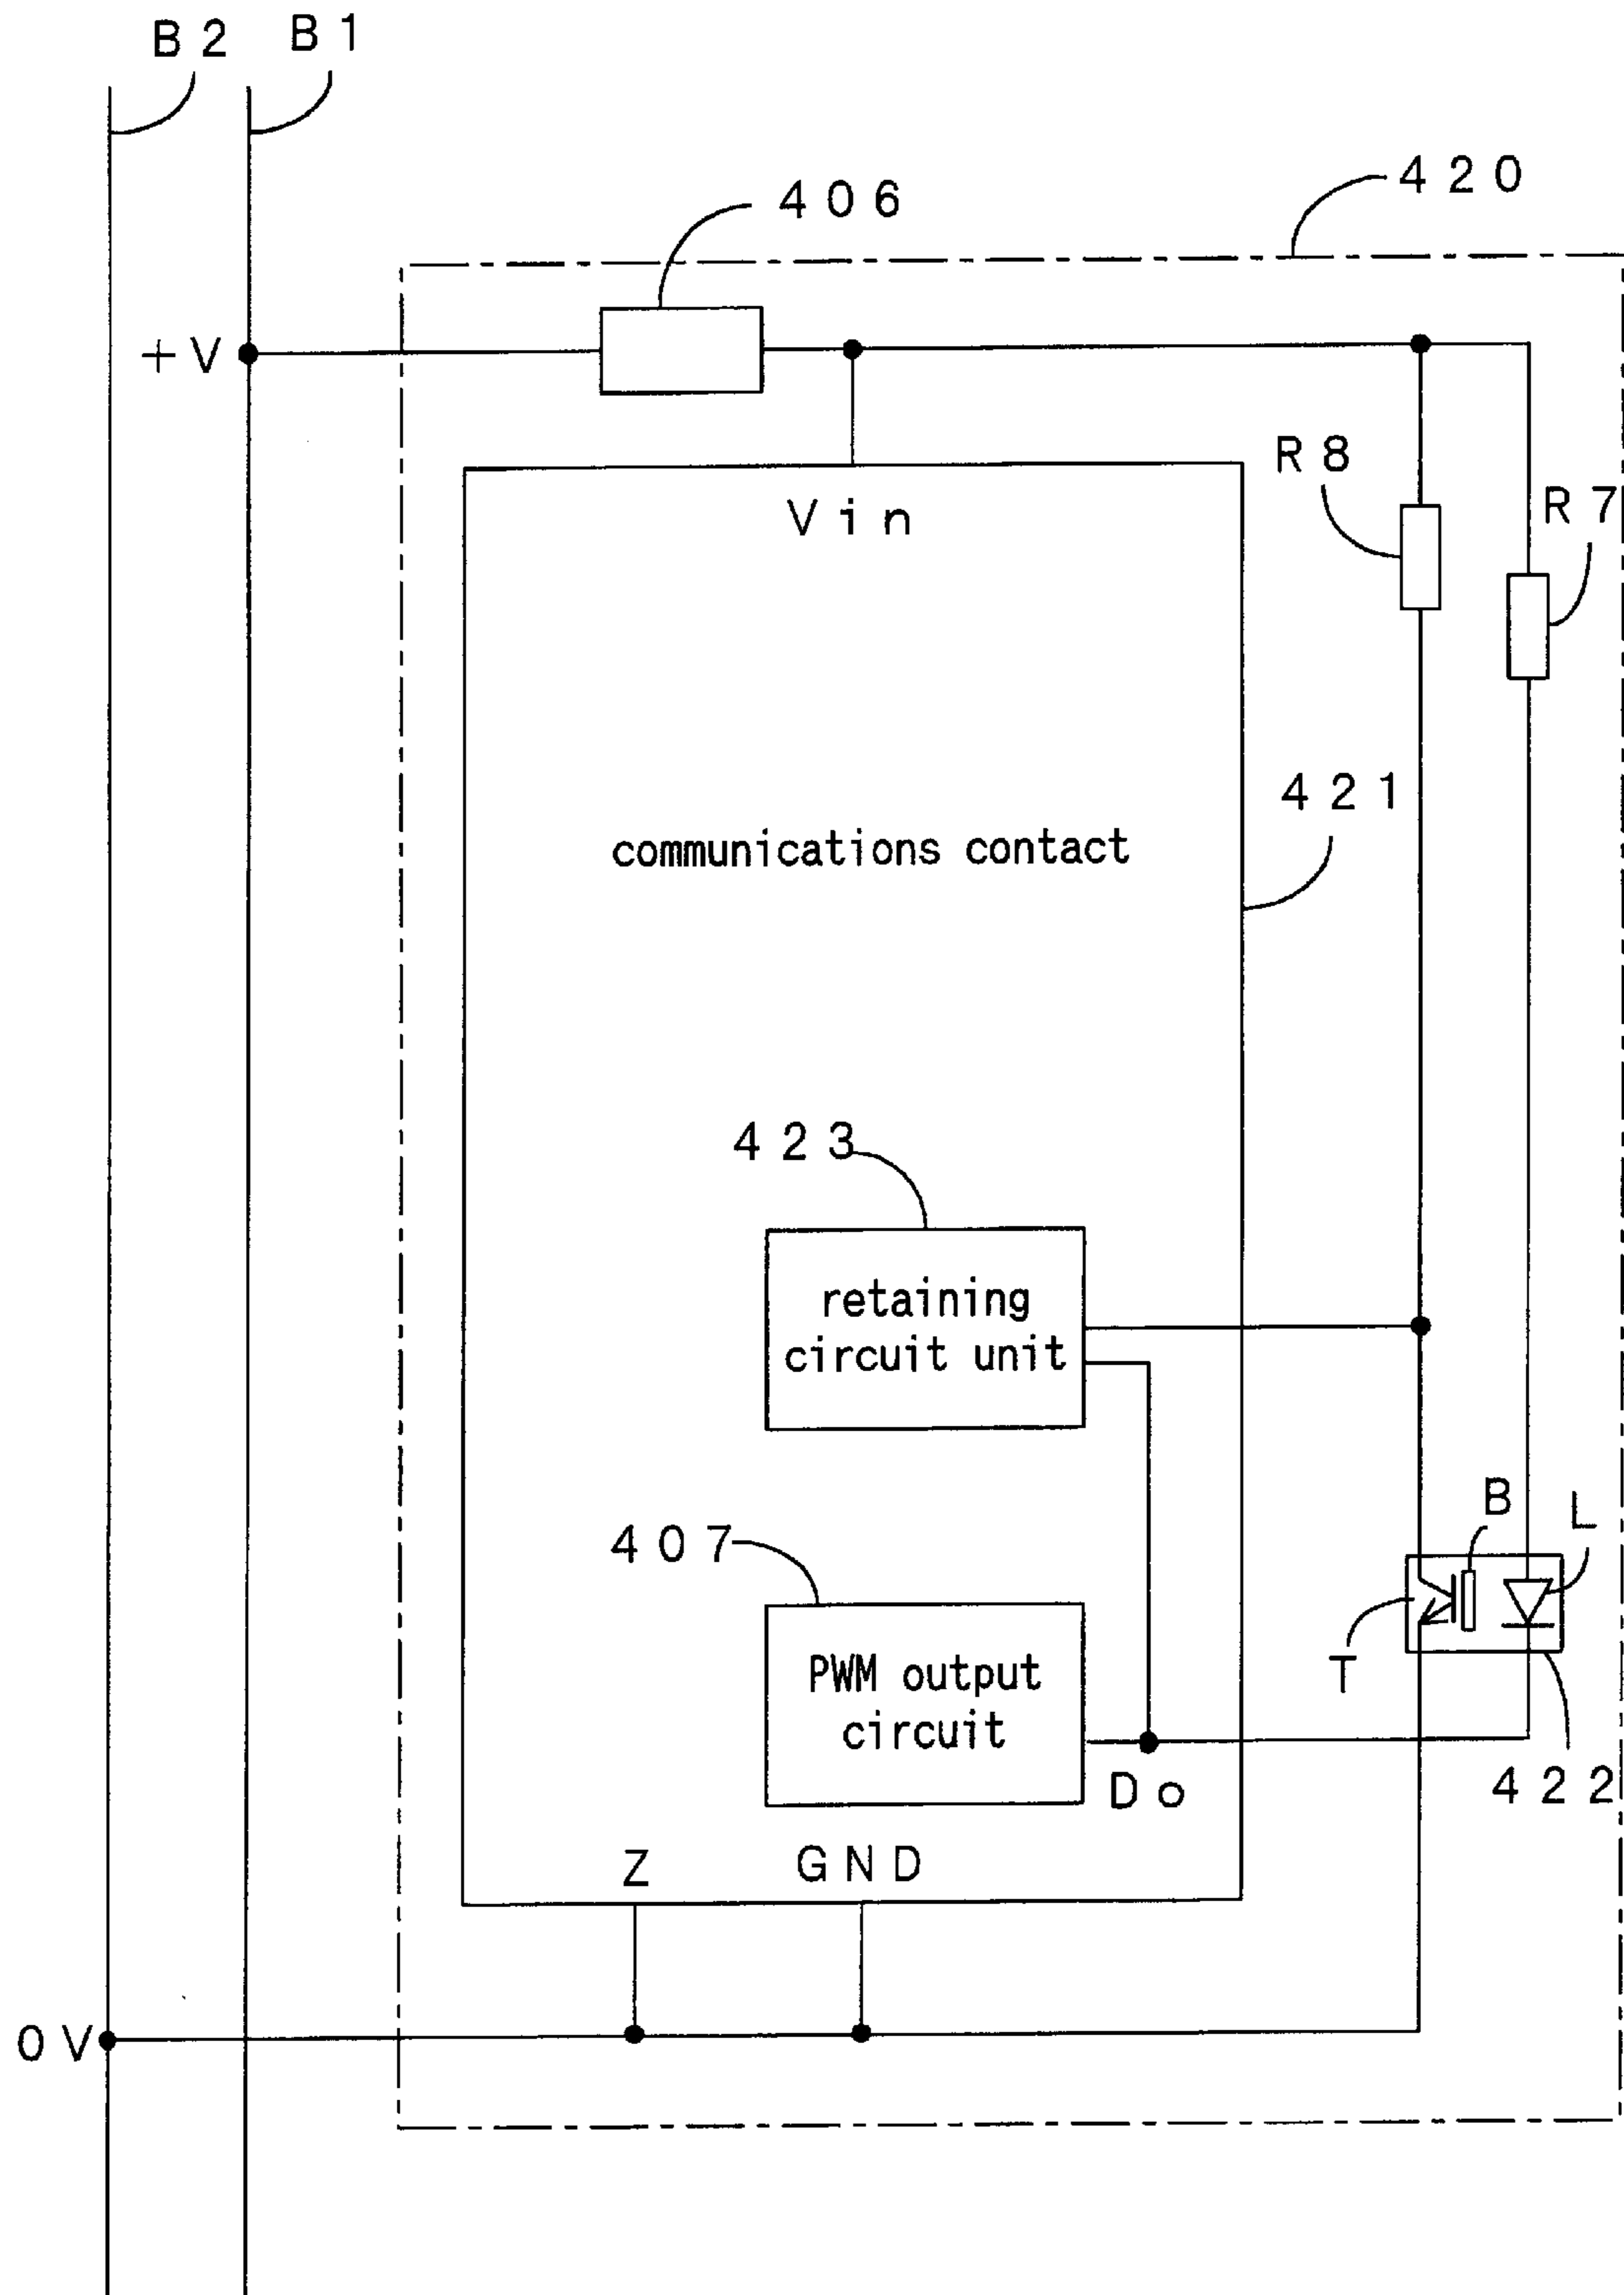 B2
B1
420
406
+V
R8
Vin
R7
421
communications contact
423
retaining
circuit unit
B
L
407
T
PWM output
circuit
Do
422
Z
GND
0V